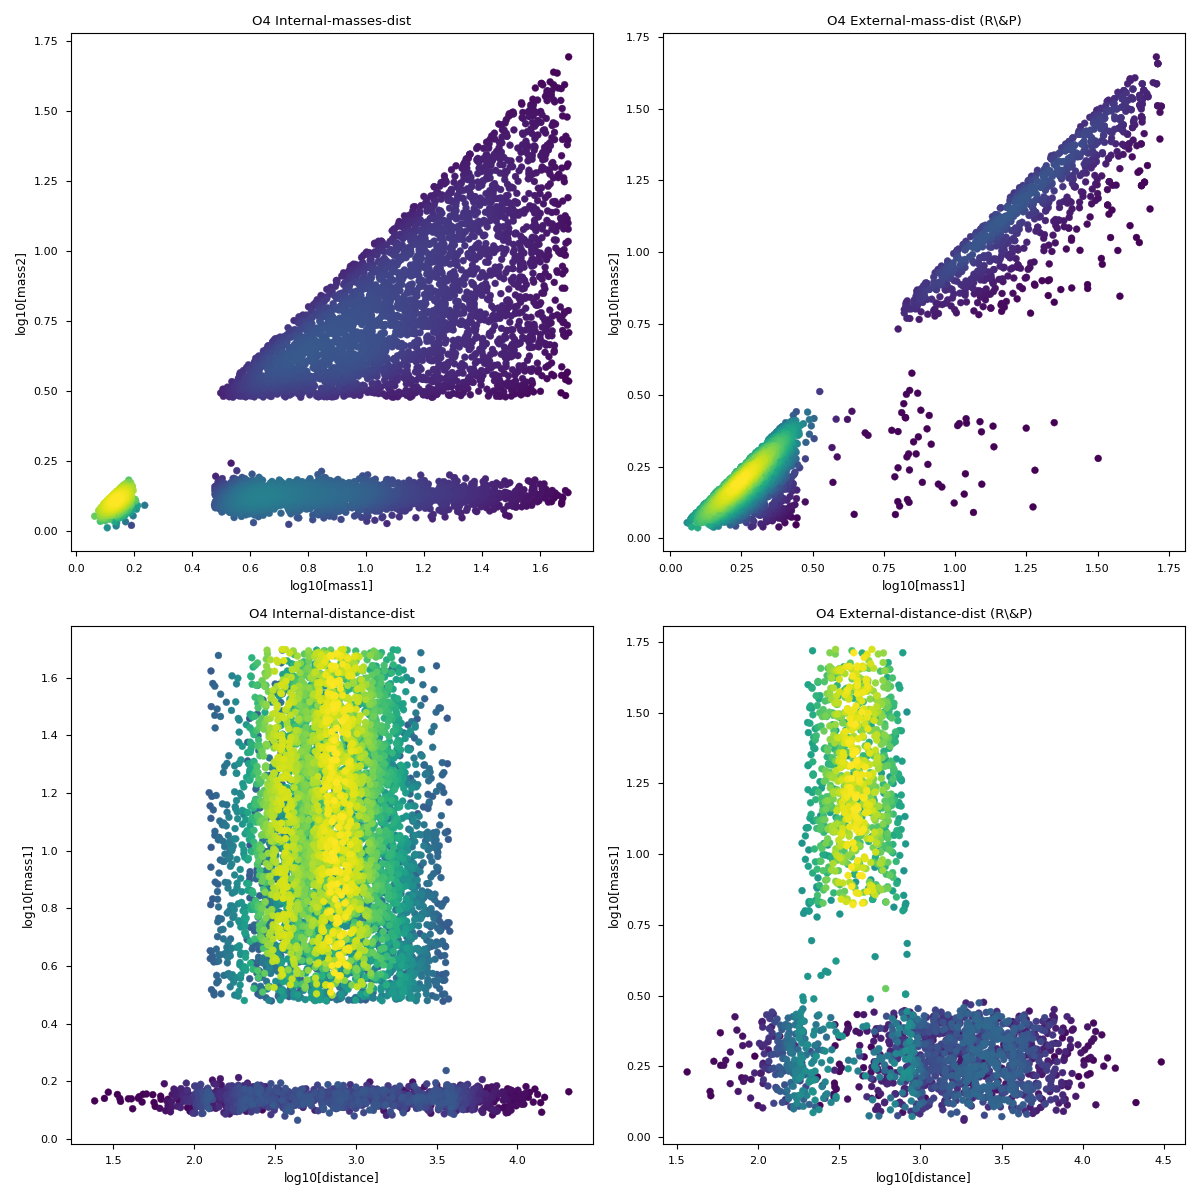 O4 Internal-masses-dist
1.75
1.50
1.25
1.00
0.75
0.50
0.25
0.00
log10[mass2]
0.0 0.2 0.4 0.6 0.8 1.0 1.2 1.4 1.6
log10[mass1]
O4 External-mass-dist (R\&P)
1.75
1.50
1.25
1.00
0.75
0.50
0.25
0.00
log10[mass2]
0.00 0.25 0.50 0.75 1.00 1.25 1.50 1.75
log10[mass1]
O4 Internal-distance-dist
1.6
1.4
1.2
1.0
0.8
0.6
0.4
0.2
0.0
log10[mass1]
1.5 2.0 2.5 3.0 3.5 4.0
log10[distance]
O4 External-distance-dist (R\&P)
1.75
1.50
1.25
1.00
0.75
0.50
0.25
0.00
log10[mass1]
1.5 2.0 2.5 3.0 3.5 4.0 4.5
log10[distance]